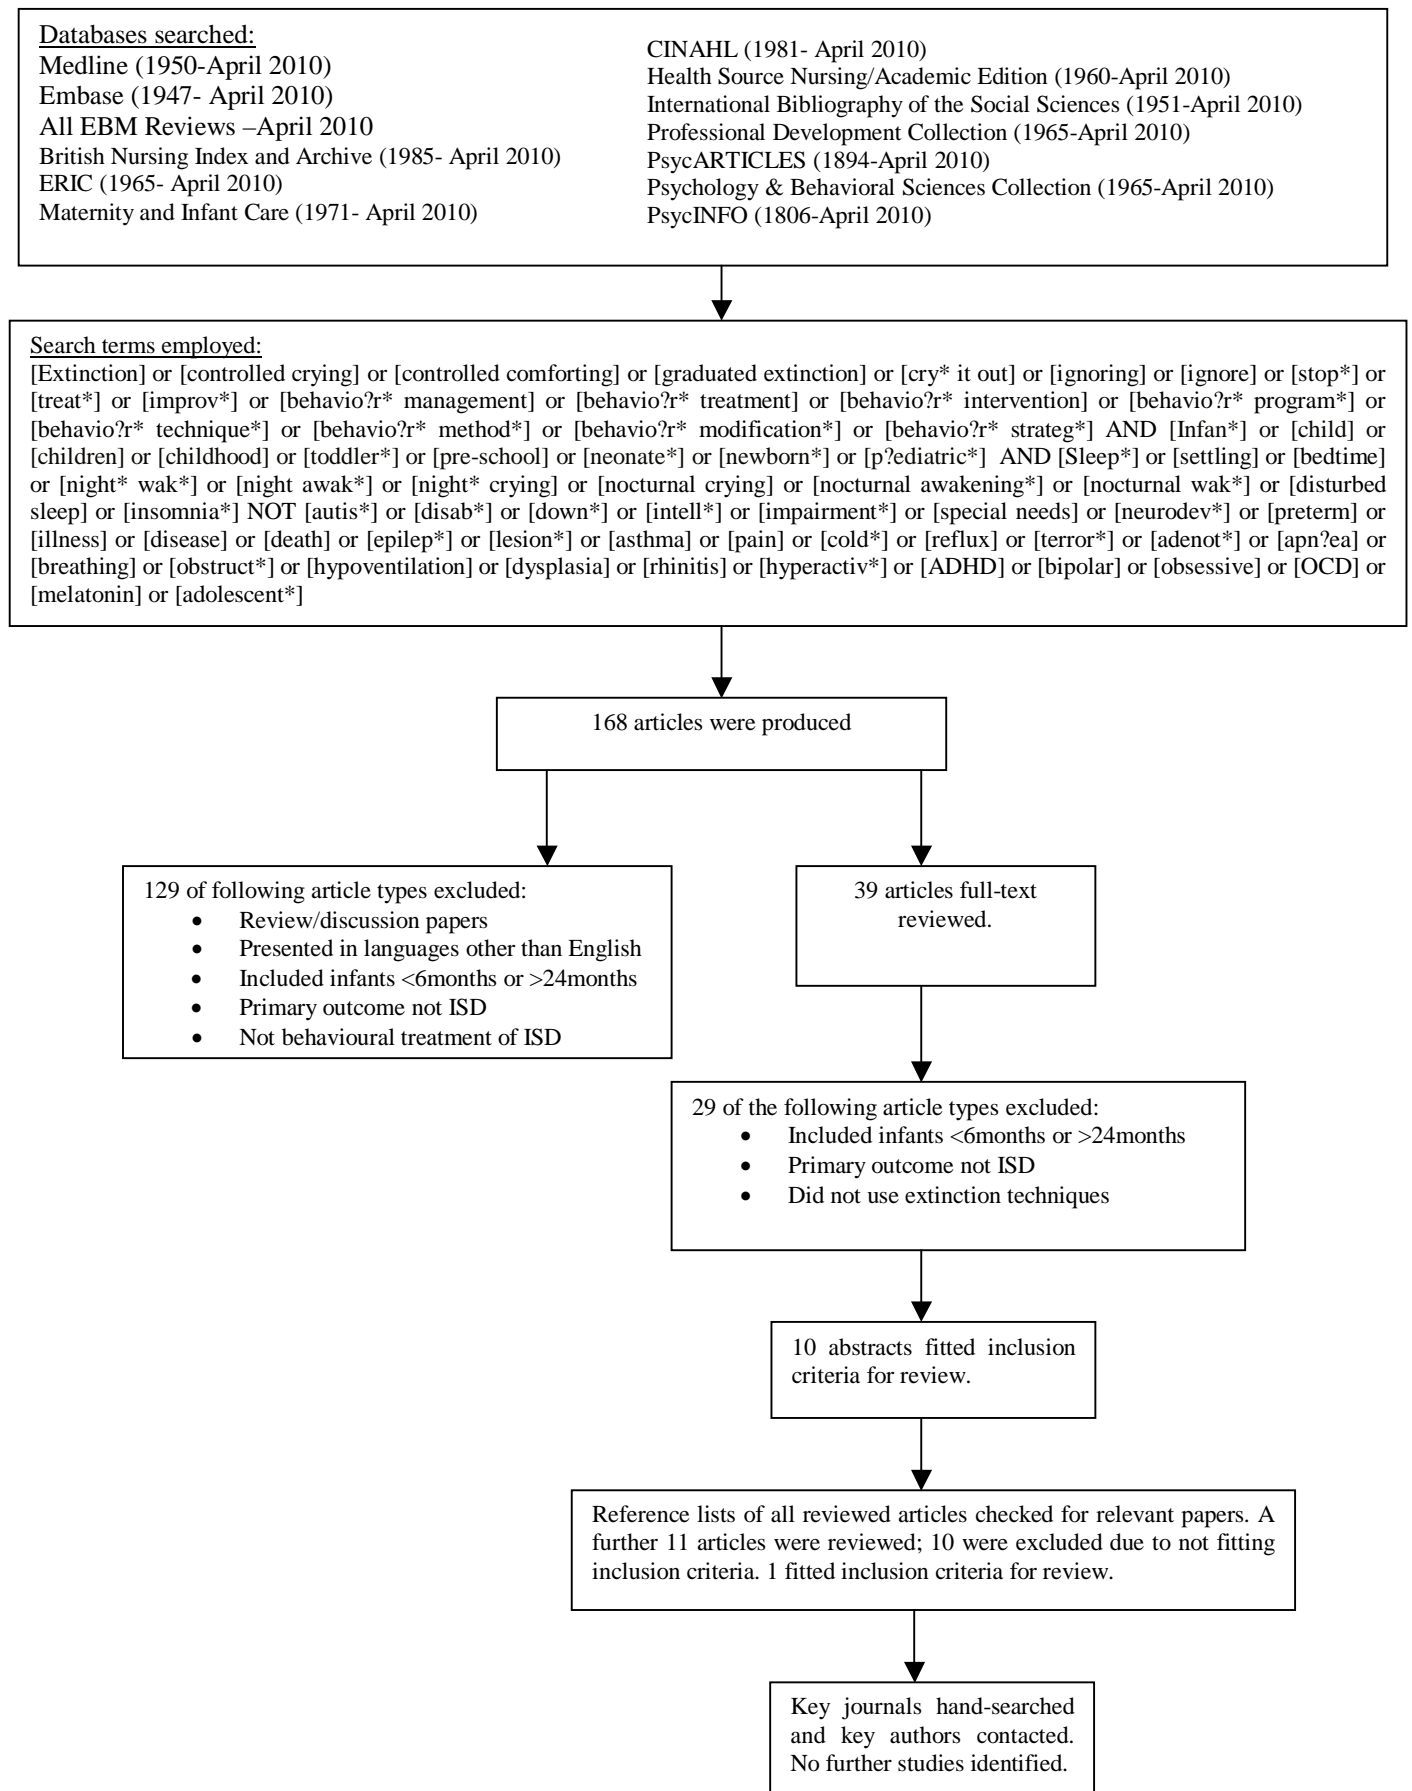 Databases searched:
Medline (1950-April 2010)
Embase (1947- April 2010)
All EBM Reviews –April 2010
British Nursing Index and Archive (1985- April 2010)
ERIC (1965- April 2010)
Maternity and Infant Care (1971- April 2010)
CINAHL (1981- April 2010)
Health Source Nursing/Academic Edition (1960-April 2010)
International Bibliography of the Social Sciences (1951-April 2010)
Professional Development Collection (1965-April 2010)
PsycARTICLES (1894-April 2010)
Psychology & Behavioral Sciences Collection (1965-April 2010)
PsycINFO (1806-April 2010)
Search terms employed:
[Extinction] or [controlled crying] or [controlled comforting] or [graduated extinction] or [cry* it out] or [ignoring] or [ignore] or [stop*] or
[treat*] or [improv*] or [behavio?r* management] or [behavio?r* treatment] or [behavio?r* intervention] or [behavio?r* program*] or
[behavio?r* technique*] or [behavio?r* method*] or [behavio?r* modification*] or [behavio?r* strateg*] AND [Infan*] or [child] or
[children] or [childhood] or [toddler*] or [pre-school] or [neonate*] or [newborn*] or [p?ediatric*] AND [Sleep*] or [settling] or [bedtime]
or [night* wak*] or [night awak*] or [night* crying] or [nocturnal crying] or [nocturnal awakening*] or [nocturnal wak*] or [disturbed
sleep] or [insomnia*] NOT [autis*] or [disab*] or [down*] or [intell*] or [impairment*] or [special needs] or [neurodev*] or [preterm] or
[illness] or [disease] or [death] or [epilep*] or [lesion*] or [asthma] or [pain] or [cold*] or [reflux] or [terror*] or [adenot*] or [apn?ea] or
[breathing] or [obstruct*] or [hypoventilation] or [dysplasia] or [rhinitis] or [hyperactiv*] or [ADHD] or [bipolar] or [obsessive] or [OCD] or
[melatonin] or [adolescent*]
168 articles were produced
129 of following article types excluded:
• Review/discussion papers
• Presented in languages other than English
• Included infants <6months or >24months
• Primary outcome not ISD
• Not behavioural treatment of ISD
39 articles full-text
reviewed.
29 of the following article types excluded:
• Included infants <6months or >24months
• Primary outcome not ISD
• Did not use extinction techniques
10 abstracts fitted inclusion
criteria for review.
Reference lists of all reviewed articles checked for relevant papers. A
further 11 articles were reviewed; 10 were excluded due to not fitting
inclusion criteria. 1 fitted inclusion criteria for review.
Key journals hand-searched
and key authors contacted.
No further studies identified.